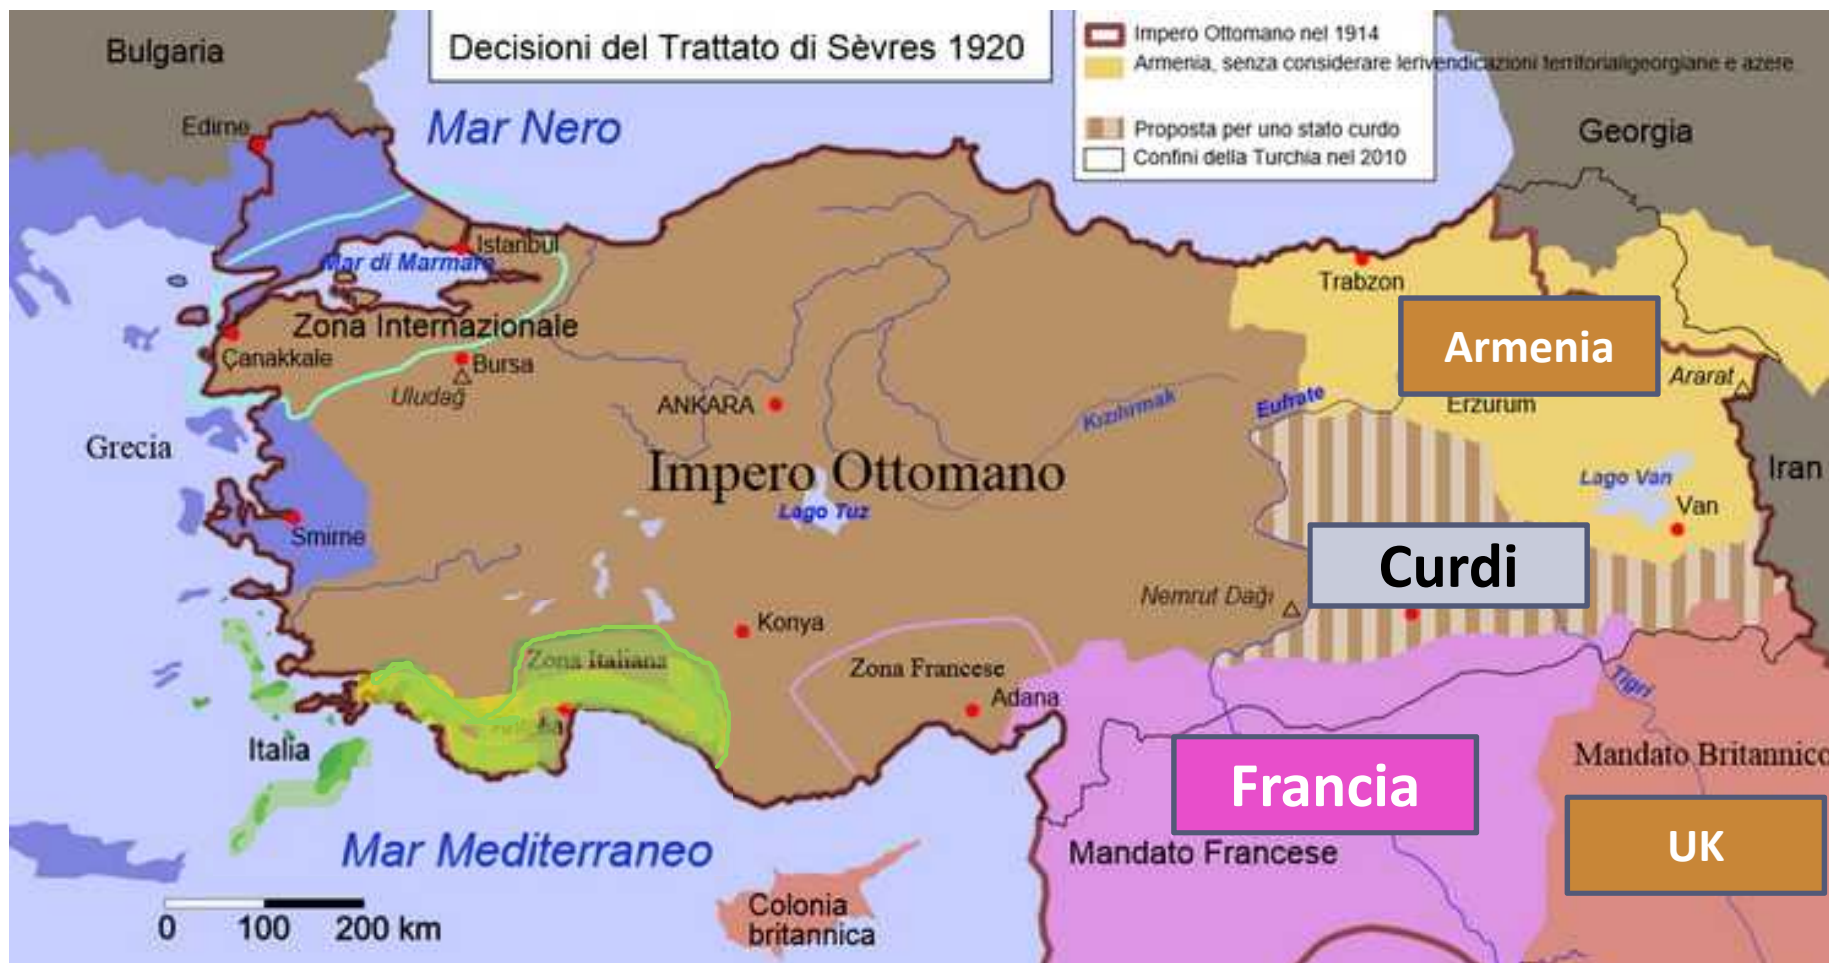 Decisioni del Trattato di Sèvres 1920
Impero Ottomano nel 1914
Armenia, senza considerare lerivendicazioni territorialigeorgiane e azere.
Proposta per uno stato curdo
Confini della Turchia nel 2010
Bulgaria
Edirne
Mar Nero
Georgia
Istanbul
Mar di Marmara
Zona Internazionale
Çanakkale
Bursa
Uludağ
Trabzon
Armenia
Ararat
Erzurum
ANKARA
Kızılırmak
Eufrate
Grecia
Impero Ottomano
Lago Tuz
Lago Van
Van
Iran
Smirne
Curdi
Nemrut Dağı
Konya
Zona Italiana
Zona Francese
Adana
Tigri
Italia
Mandato Britannico
Francia
UK
Mar Mediterraneo
Mandato Francese
Colonia
britannica
0 100 200 km